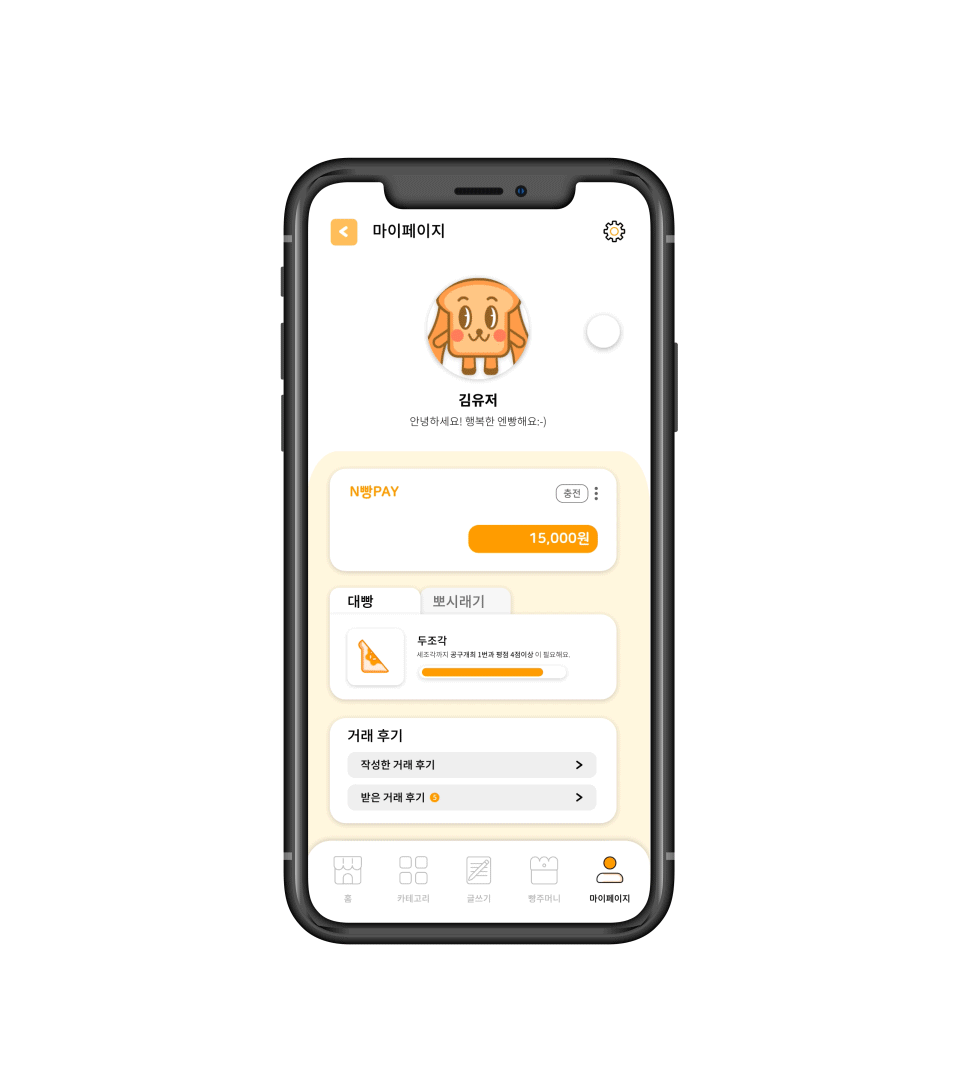 마이페이지
김유저
안녕하세요! 행복한 엔빵해요:-)
N빵PAY
충전
15,000원
대빵
뽀시래기
두조각
세조각까지 공구개최 1번과 평점 4점이상 이 필요해요.
거래 후기
작성한 거래 후기
받은 거래 후기 5
홈
카테고리
글쓰기
빵주머니
마이페이지